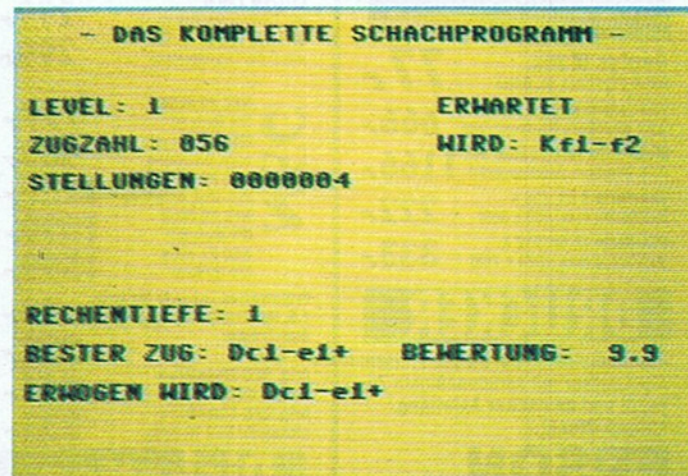 - DAS KOMPLETTE SCHACHPROGRAMM -
LEVEL: 1 ERWARTET
ZUGZAHL: 056 WIRD: Kf1-f2
STELLUNGEN: 0000004
RECHENTIEFE: 1
BESTER ZUG: Dc1-e1+ BEWERTUNG: 9.9
ERWOGEN WIRD: Dc1-e1+